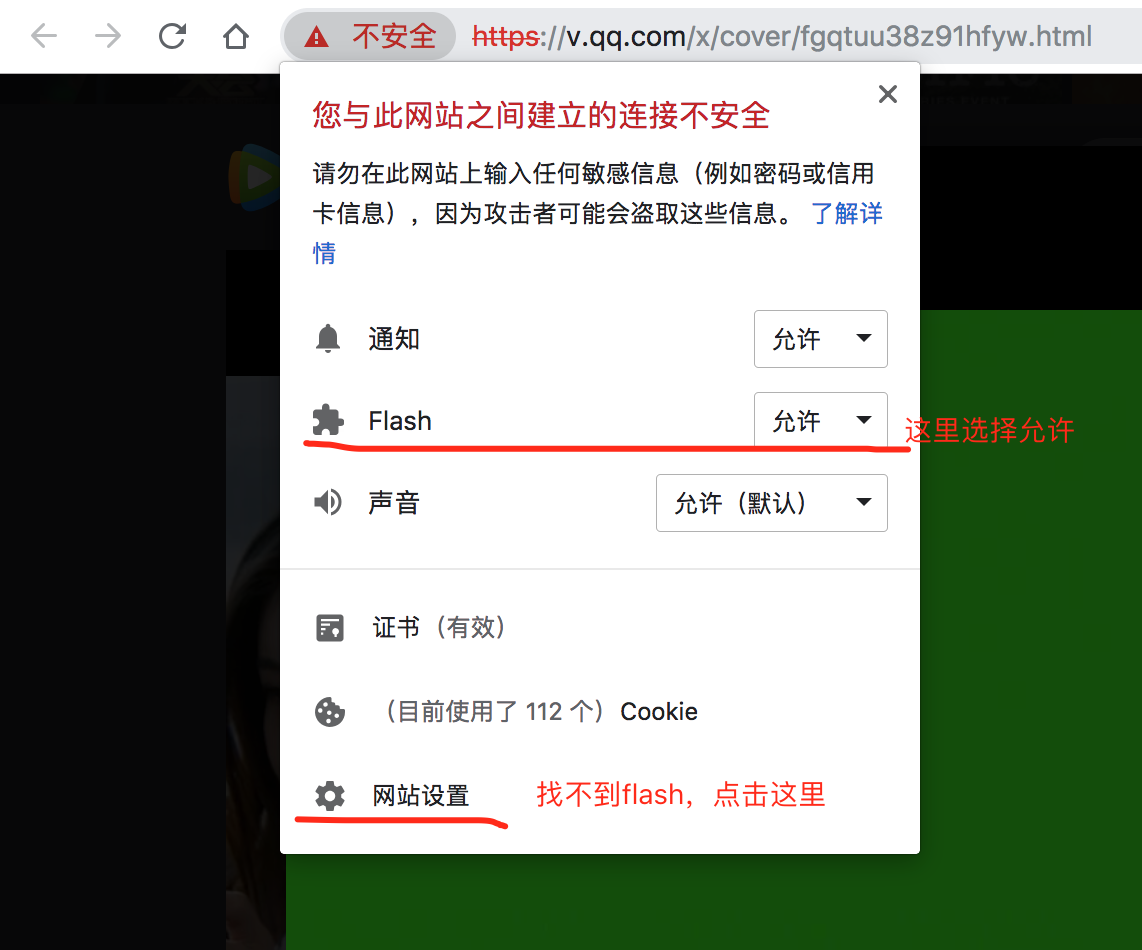 不安全 https://v.qq.com/x/cover/fgqtuu38z91hfyw.html
您与此网站之间建立的连接不安全
请勿在此网站上输入任何敏感信息（例如密码或信用
卡信息），因为攻击者可能会盗取这些信息。 了解详
情
通知 允许
Flash 允许 这里选择允许
声音 允许（默认）
证书（有效）
（目前使用了 112 个）Cookie
网站设置 找不到flash，点击这里